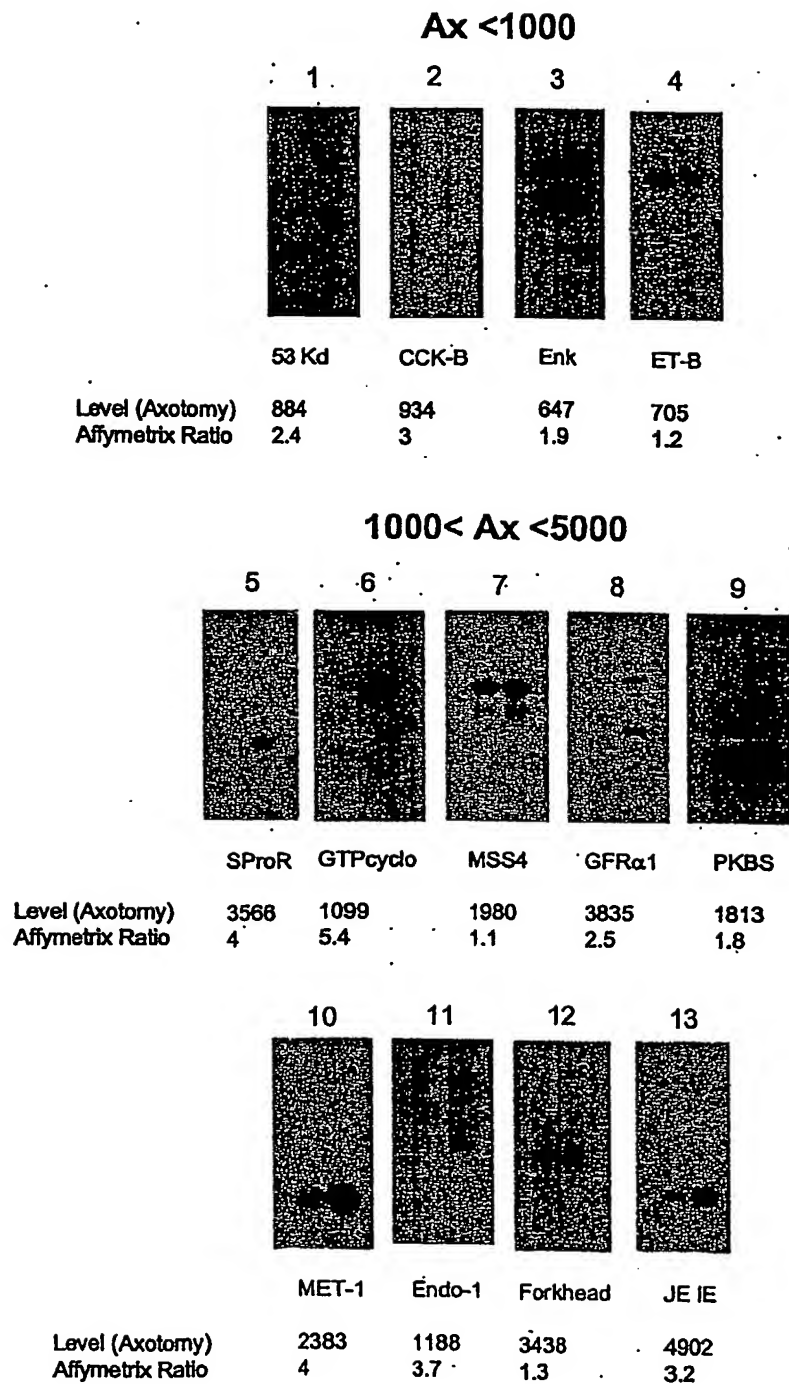 Ax <1000
1 2 3 4
53 Kd CCK-B Enk ET-B
Level (Axotomy) 884 934 647 705
Affymetrix Ratio 2.4 3 1.9 1.2
1000< Ax <5000
5 6 7 8 9
SProR GTPcyclo MSS4 GFRα1 PKBS
Level (Axotomy) 3568 1099 1980 3835 1813
Affymetrix Ratio 4 5.4 1.1 2.5 1.8
10 11 12 13
MET-1 Endo-1 Forkhead JE IE
Level (Axotomy) 2383 1188 3438 4902
Affymetrix Ratio 4 3.7 1.3 3.2